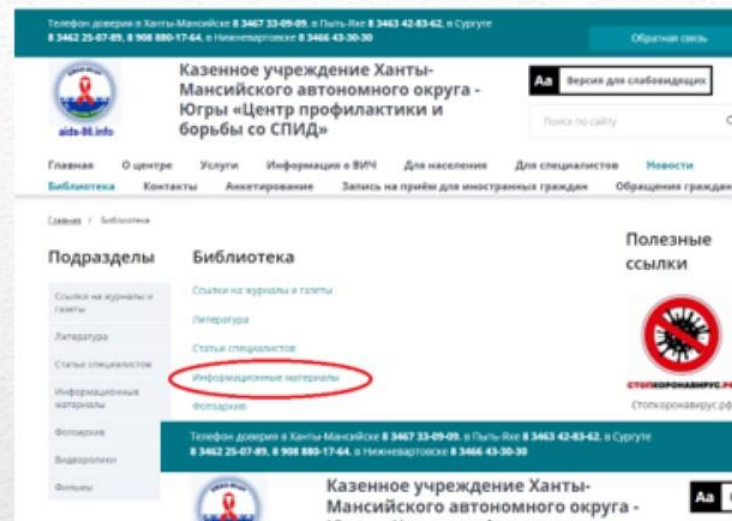 Телефон доверия в Ханты-Мансийске 8 3467 33-09-09, в Пыть-Яхе 8 3463 42-83-62, в Сургуте
8 3462 25-07-89, 8 908 880-17-64, в Нижневартовске 8 3466 43-30-30
Обратная связь
aids-86.info
Казенное учреждение Ханты-
Мансийского автономного округа -
Югры «Центр профилактики и
борьбы со СПИД»
Aa Версия для слабовидящих
Поиск по сайту
Главная О центре Услуги Информация о ВИЧ Для населения Для специалистов Новости
Библиотека Контакты Анкетирование Запись на приём для иностранных граждан Обращения граждан
Главная / Библиотека
Подразделы
Ссылки на журналы и
газеты
Литература
Статьи специалистов
Информационные
материалы
Фотоархив
Видеоролики
Фильмы
Библиотека
Ссылки на журналы и газеты
Литература
Статьи специалистов
Информационные материалы
Фотоархив
Полезные
ссылки
СТОПКОРОНАВИРУС.РФ
Стопкоронавирус.рф
Телефон доверия в Ханты-Мансийске 8 3467 33-09-09, в Пыть-Яхе 8 3463 42-83-62, в Сургуте
8 3462 25-07-89, 8 908 880-17-64, в Нижневартовске 8 3466 43-30-30
Казенное учреждение Ханты-
Мансийского автономного округа -
Aa